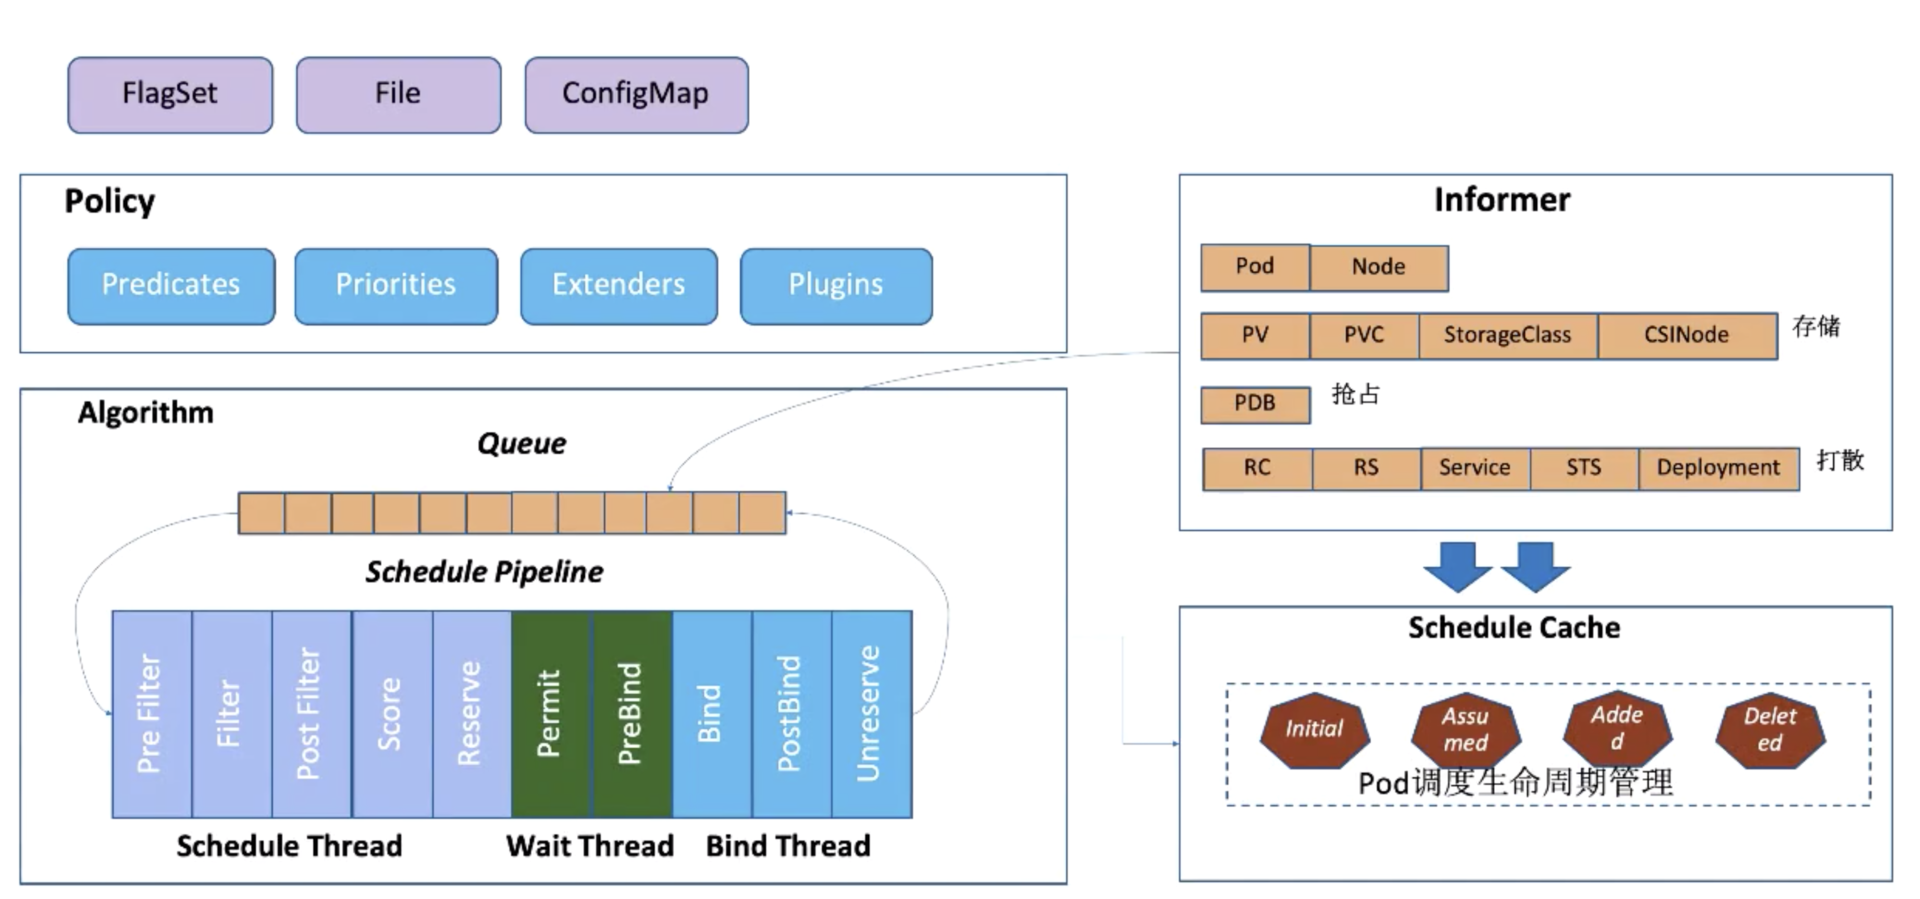 FlagSet
File
ConfigMap
Policy
Predicates
Priorities
Extenders
Plugins
Algorithm
Queue
Schedule Pipeline
Pre Filter
Filter
Post Filter
Score
Reserve
Permit
PreBind
Bind
PostBind
Unreserve
Schedule Thread
Wait Thread
Bind Thread
Informer
Pod
Node
PV
PVC
StorageClass
CSINode
存储
PDB
抢占
RC
RS
Service
STS
Deployment
打散
Schedule Cache
Initial
Assu
med
Adde
d
Delet
ed
Pod调度生命周期管理